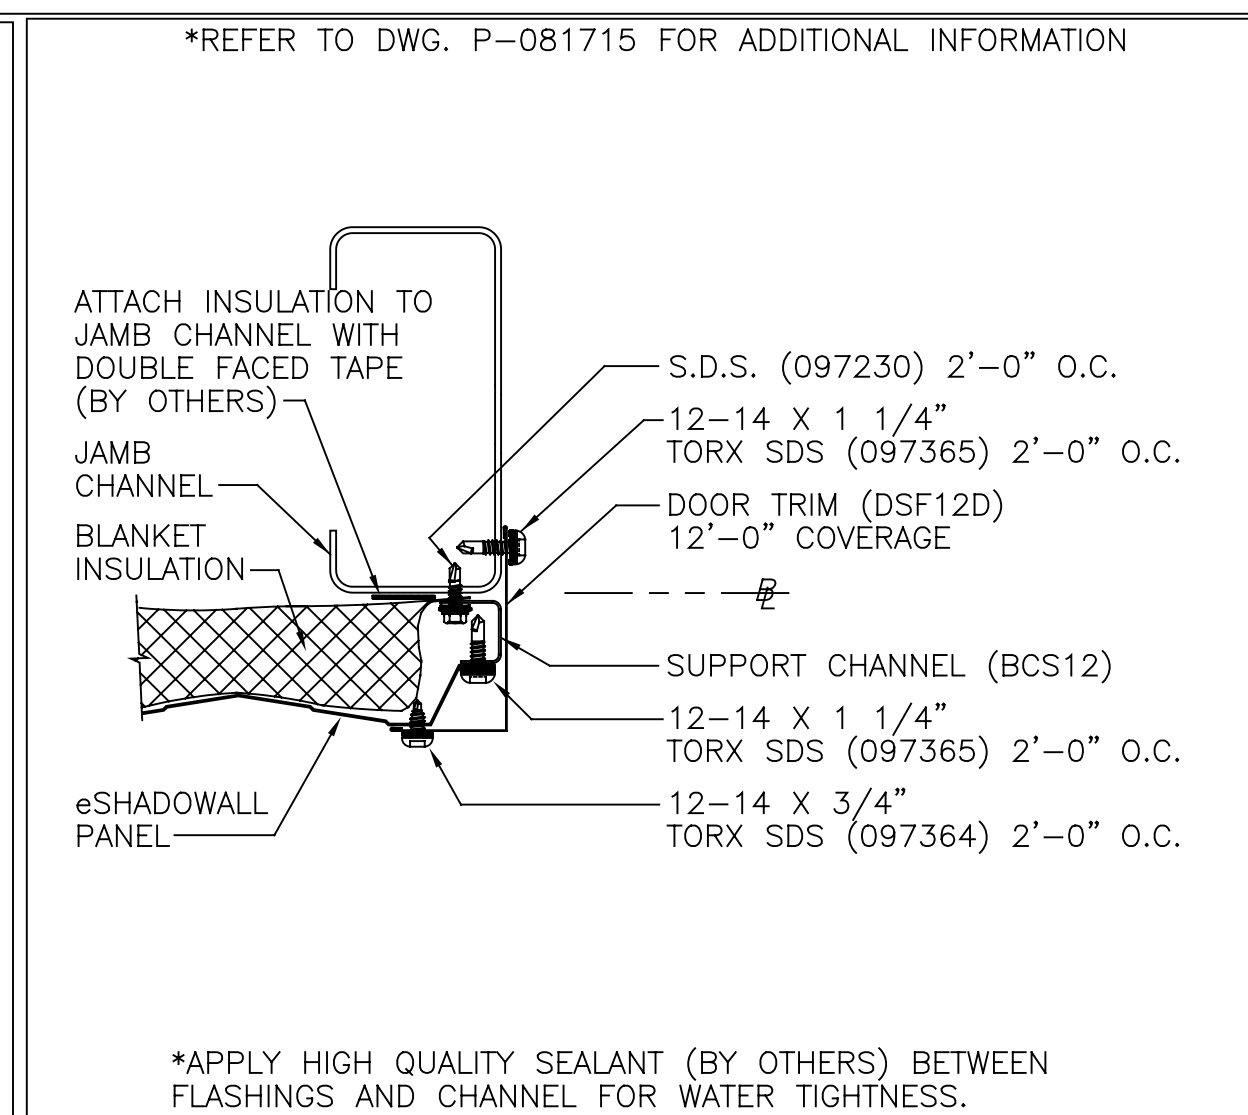 *REFER TO DWG. P-081715 FOR ADDITIONAL INFORMATION
ATTACH INSULATION TO
JAMB CHANNEL WITH
DOUBLE FACED TAPE
(BY OTHERS)
JAMB
CHANNEL
BLANKET
INSULATION
eSHADOWALL
PANEL
S.D.S. (097230) 2'-0" O.C.
12-14 X 1 1/4"
TORX SDS (097365) 2'-0" O.C.
DOOR TRIM (DSF12D)
12'-0" COVERAGE
BL
SUPPORT CHANNEL (BCS12)
12-14 X 1 1/4"
TORX SDS (097365) 2'-0" O.C.
12-14 X 3/4"
TORX SDS (097364) 2'-0" O.C.
*APPLY HIGH QUALITY SEALANT (BY OTHERS) BETWEEN
FLASHINGS AND CHANNEL FOR WATER TIGHTNESS.